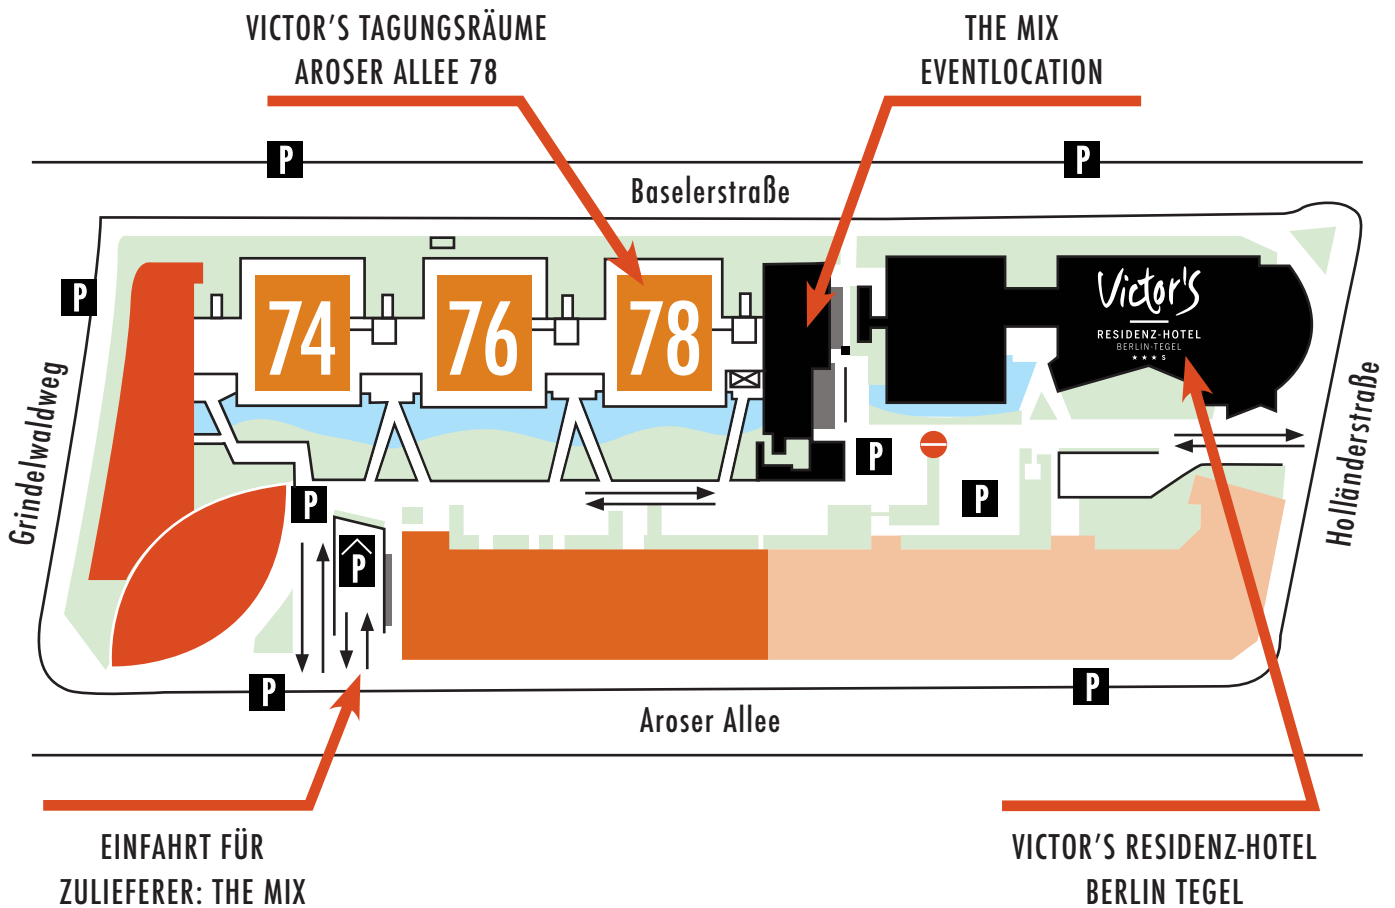 VICTOR'S TAGUNGSRÄUME
AROSER ALLEE 78
THE MIX
EVENTLOCATION
P
P
Baselerstraße
P
74
76
78
Victor's
RESIDENZ-HOTEL
BERLIN-TEGEL
★ ★ ★ S
Grindelwaldweg
Holländerstraße
P
P
P
P
P
P
Aroser Allee
EINFAHRT FÜR
ZULIEFERER: THE MIX
VICTOR'S RESIDENZ-HOTEL
BERLIN TEGEL